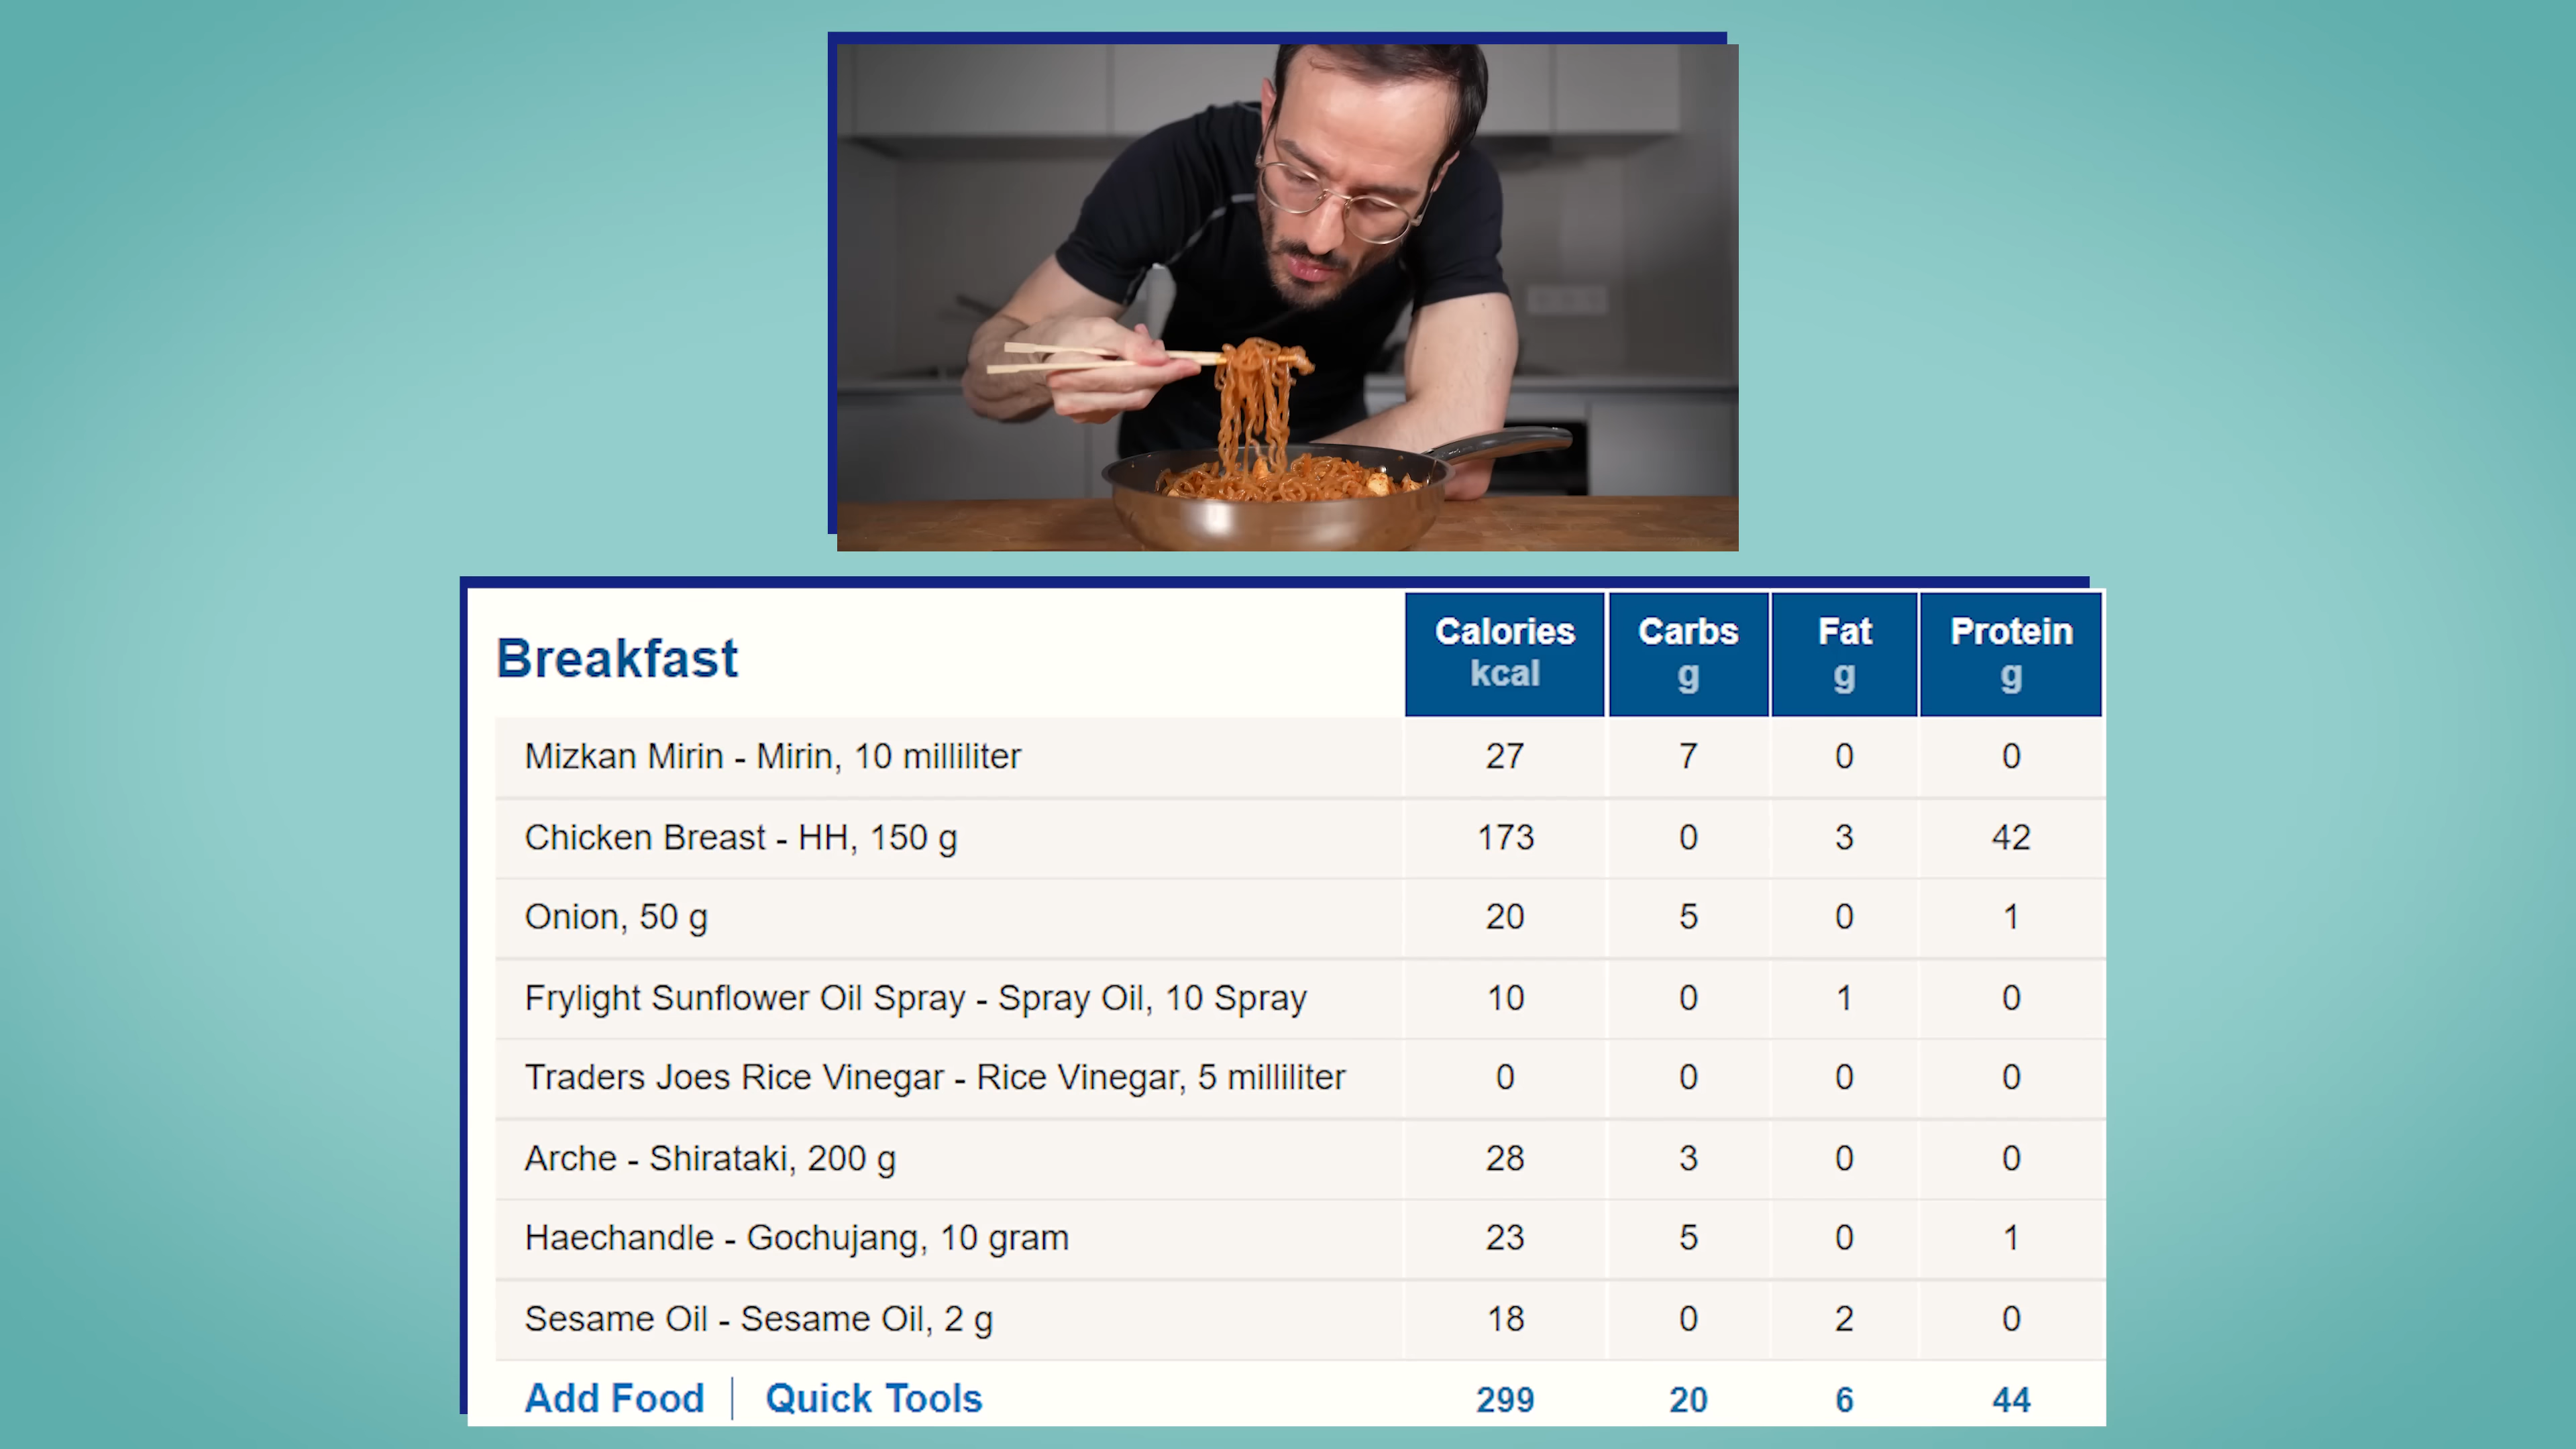 Breakfast
Calories kcal
Carbs g
Fat g
Protein g
Mizkan Mirin - Mirin, 10 milliliter 27 7 0 0
Chicken Breast - HH, 150 g 173 0 3 42
Onion, 50 g 20 5 0 1
Frylight Sunflower Oil Spray - Spray Oil, 10 Spray 10 0 1 0
Traders Joes Rice Vinegar - Rice Vinegar, 5 milliliter 0 0 0 0
Arche - Shirataki, 200 g 28 3 0 0
Haechandle - Gochujang, 10 gram 23 5 0 1
Sesame Oil - Sesame Oil, 2 g 18 0 2 0
Add Food | Quick Tools 299 20 6 44